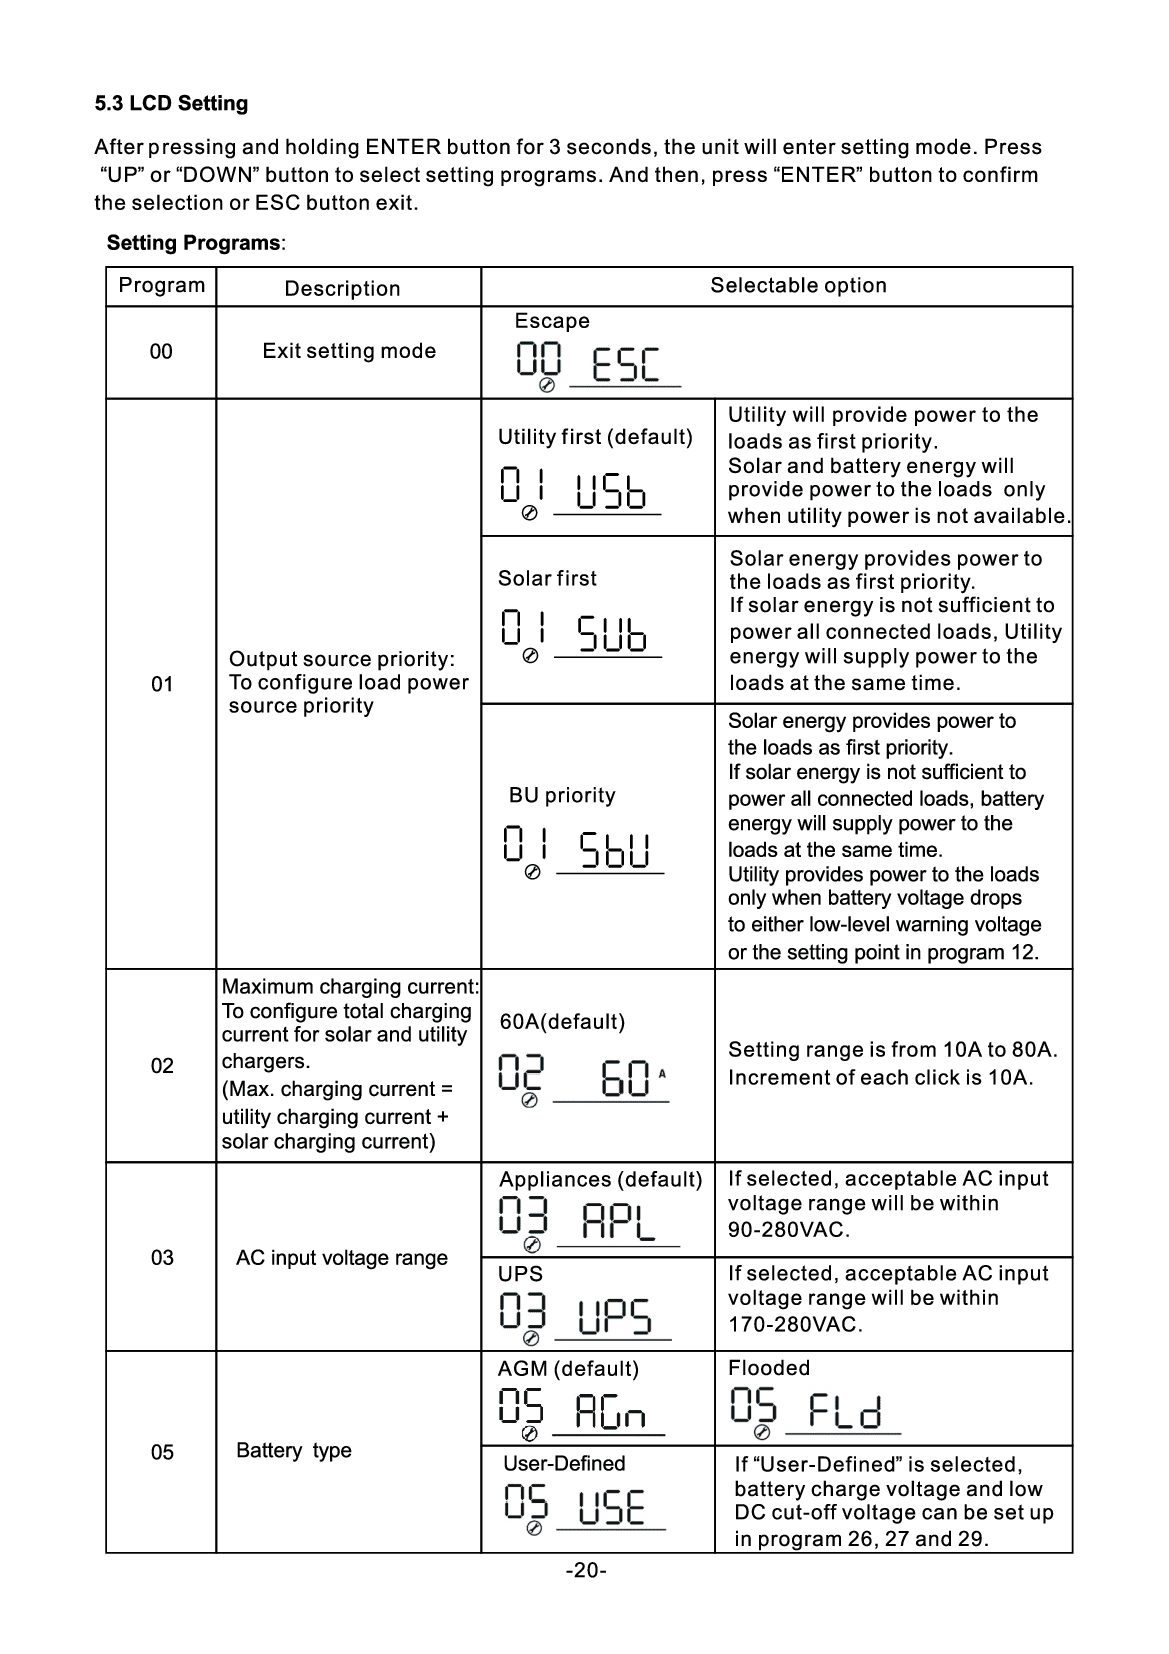 5.3 LCD Setting
After pressing and holding ENTER button for 3 seconds, the unit will enter setting mode. Press
“UP” or “DOWN” button to select setting programs. And then, press “ENTER” button to confirm
the selection or ESC button exit.
Setting Programs:
Program
Description
Selectable option
00
Exit setting mode
Escape
00 ESC
01
Output source priority:
To configure load power
source priority
Utility first (default)
01 USb
Utility will provide power to the
loads as first priority.
Solar and battery energy will
provide power to the loads only
when utility power is not available.
Solar first
01 SUb
Solar energy provides power to
the loads as first priority.
If solar energy is not sufficient to
power all connected loads, Utility
energy will supply power to the
loads at the same time.
BU priority
01 SbU
Solar energy provides power to
the loads as first priority.
If solar energy is not sufficient to
power all connected loads, battery
energy will supply power to the
loads at the same time.
Utility provides power to the loads
only when battery voltage drops
to either low-level warning voltage
or the setting point in program 12.
02
Maximum charging current:
To configure total charging
current for solar and utility
chargers.
(Max. charging current =
utility charging current +
solar charging current)
60A(default)
02 60 A
Setting range is from 10A to 80A.
Increment of each click is 10A.
03
AC input voltage range
Appliances (default)
03 APL
If selected, acceptable AC input
voltage range will be within
90-280VAC.
UPS
03 UPS
If selected, acceptable AC input
voltage range will be within
170-280VAC.
05
Battery type
AGM (default)
05 AGn
Flooded
05 FLd
User-Defined
05 USE
If “User-Defined” is selected,
battery charge voltage and low
DC cut-off voltage can be set up
in program 26, 27 and 29.
-20-